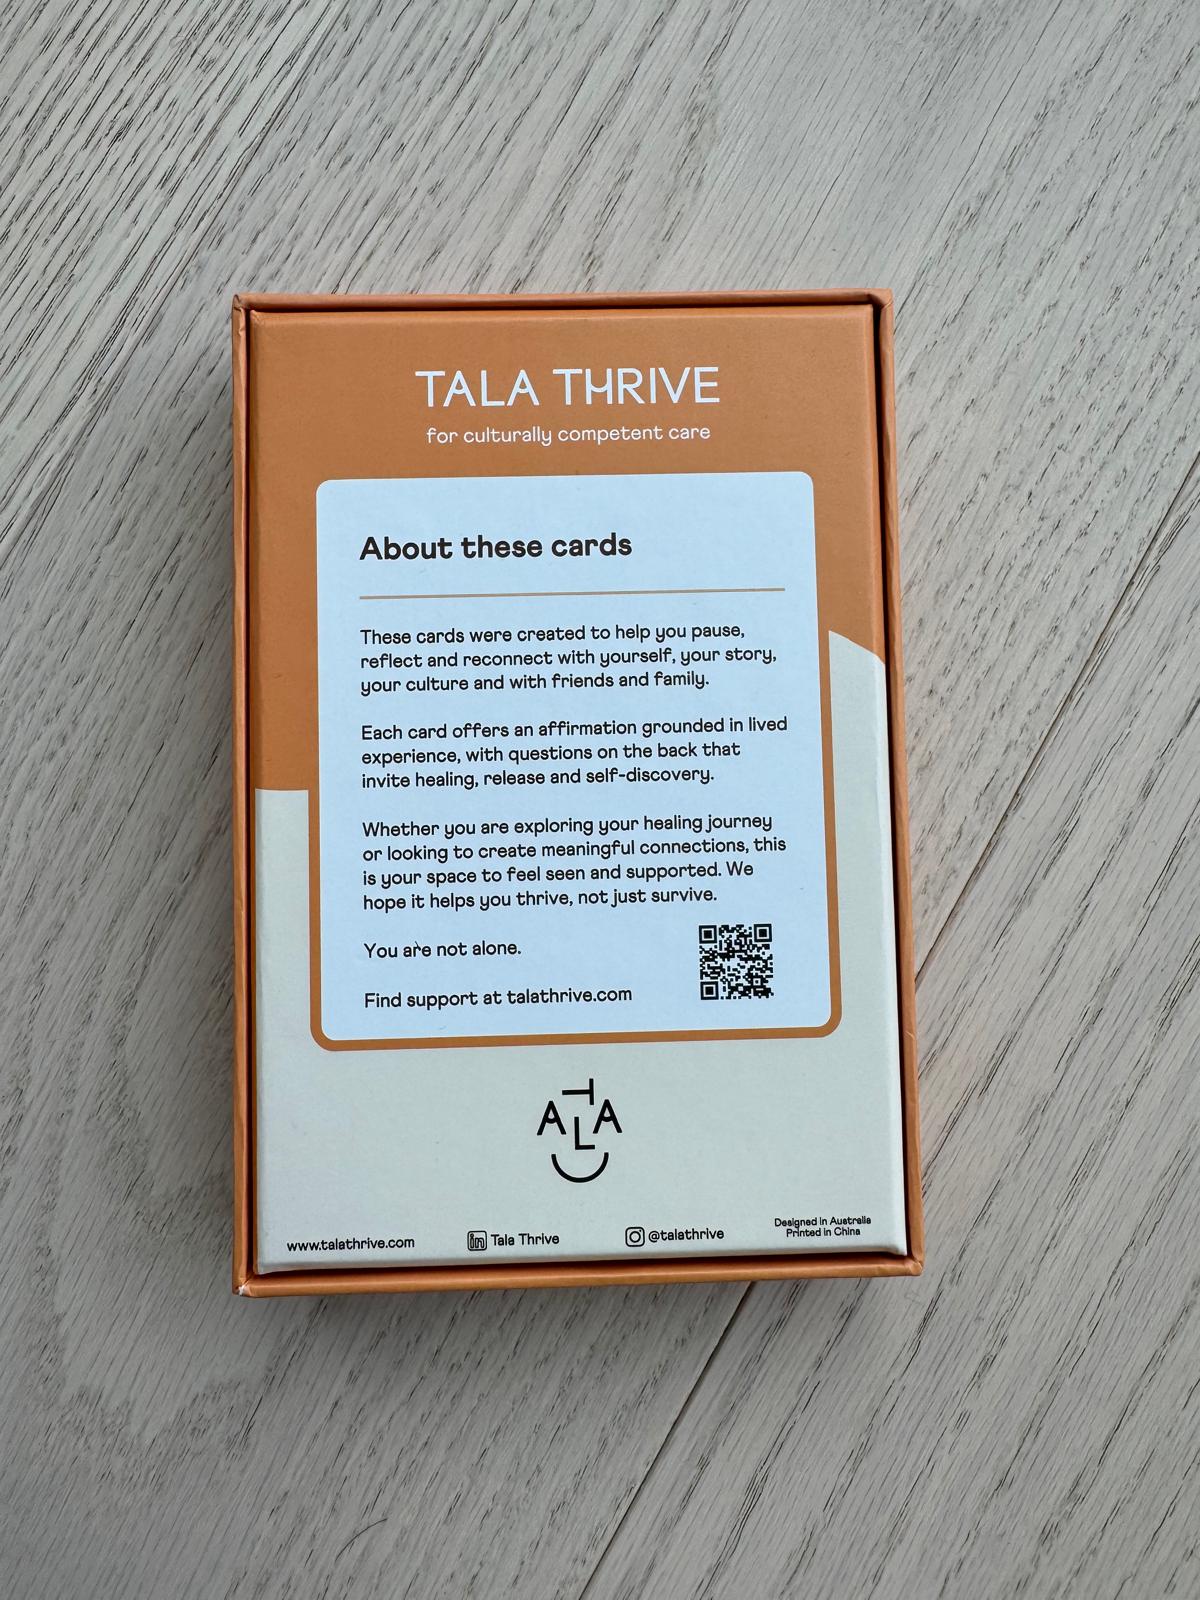 TALA THRIVE
for culturally competent care
About these cards
These cards were created to help you pause,
reflect and reconnect with yourself, your story,
your culture and with friends and family.
Each card offers an affirmation grounded in lived
experience, with questions on the back that
invite healing, release and self-discovery.
Whether you are exploring your healing journey
or looking to create meaningful connections, this
is your space to feel seen and supported. We
hope it helps you thrive, not just survive.
You are not alone.
Find support at talathrive.com
TALA
www.talathrive.com
in Tala Thrive
@talathrive
Designed in Australia
Printed in China